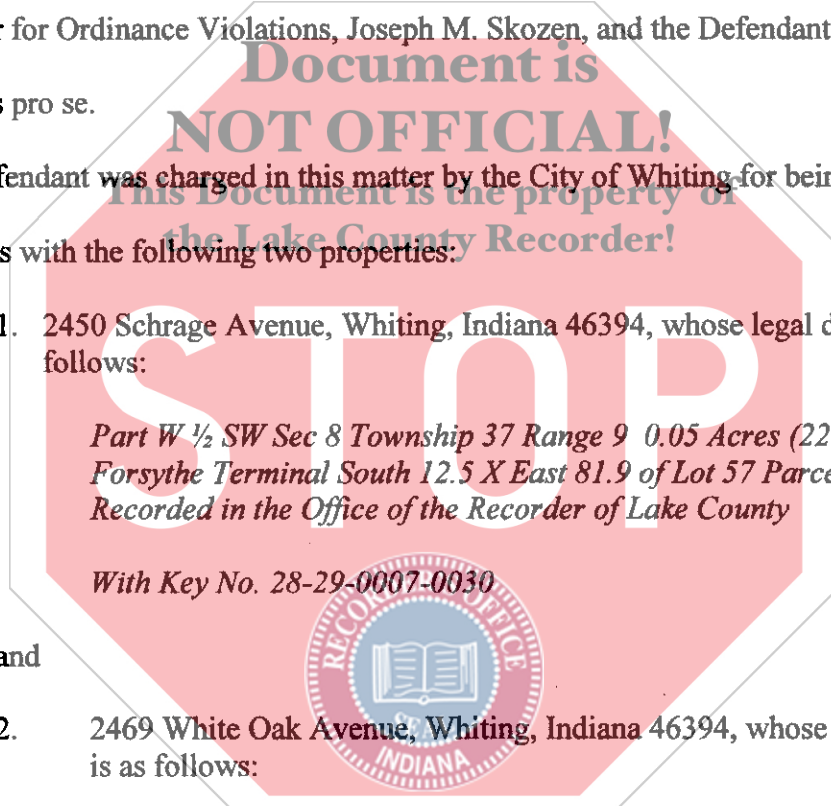 r for Ordinance Violations, Joseph M. Skozen, and the Defendant
Document is
s pro se.
NOT OFFICIAL!
fendant was charged in this matter by the City of Whiting for bein
This Document is the property of
the Lake County Recorder!
s with the following two properties:
1. 2450 Schrage Avenue, Whiting, Indiana 46394, whose legal d
follows:
STOP
Part W ½ SW Sec 8 Township 37 Range 9 0.05 Acres (22
Forsythe Terminal South 12.5 X East 81.9 of Lot 57 Parce
Recorded in the Office of the Recorder of Lake County
With Key No. 28-29-0007-0030
RECORDER OFFICE
and
2. 2469 White Oak Avenue, Whiting, Indiana 46394, whose
is as follows:
INDIANA